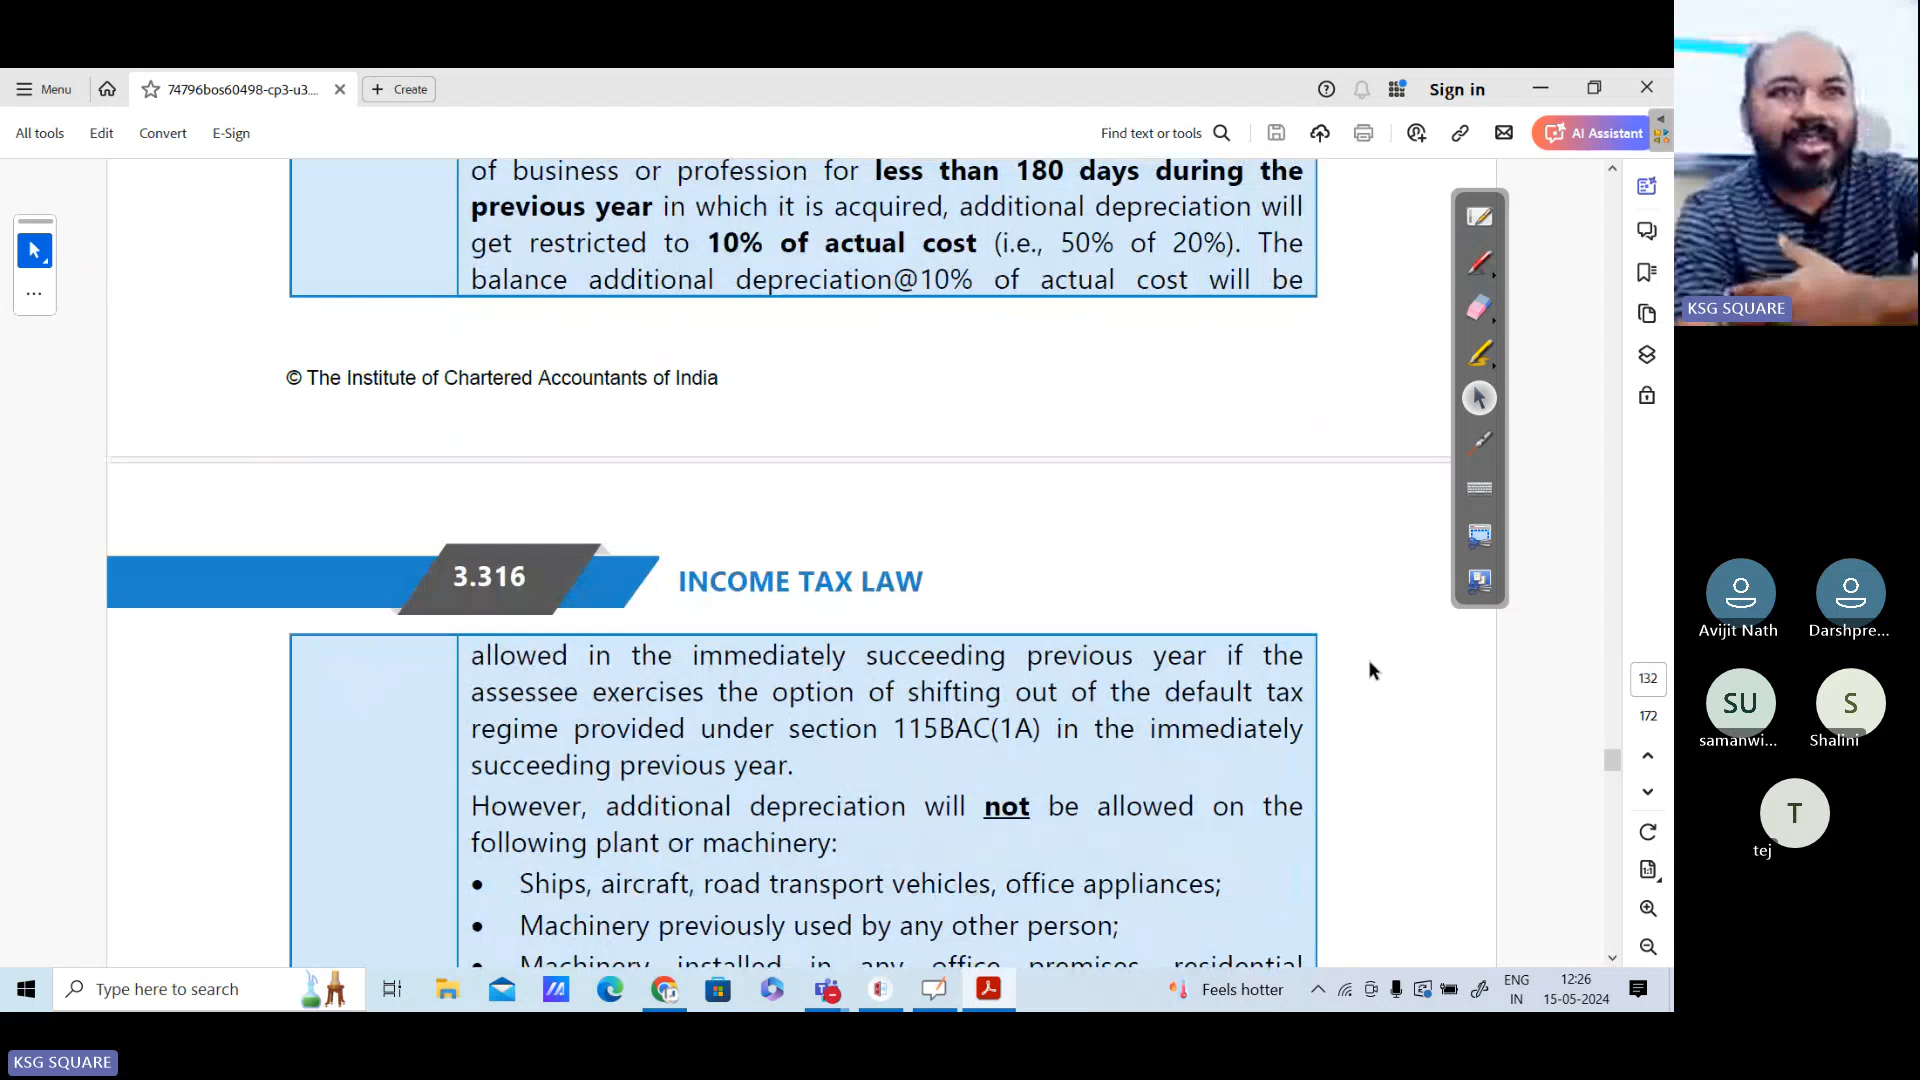 Menu
74796bos60498-cp3-u3...
Create
Sign in
All tools
Edit
Convert
E-Sign
Find text or tools
AI Assistant
of business or profession for less than 180 days during the
previous year in which it is acquired, additional depreciation will
get restricted to 10% of actual cost (i.e., 50% of 20%). The
balance additional depreciation@10% of actual cost will be
© The Institute of Chartered Accountants of India
3.316
INCOME TAX LAW
allowed in the immediately succeeding previous year if the
assessee exercises the option of shifting out of the default tax
regime provided under section 115BAC(1A) in the immediately
succeeding previous year.
However, additional depreciation will not be allowed on the
following plant or machinery:
• Ships, aircraft, road transport vehicles, office appliances;
• Machinery previously used by any other person;
• Machinery installed in any office premises, residential
132
172
KSG SQUARE
Avijit Nath
Darshpre...
SU
samanwi...
S
Shalini
T
tej
Type here to search
Feels hotter
ENG
IN
12:26
15-05-2024
KSG SQUARE